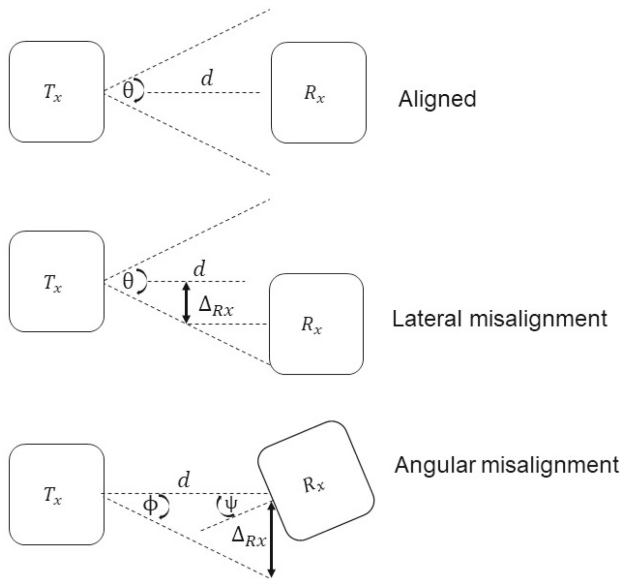 T_x θ d R_x Aligned
T_x θ d Δ_Rx R_x Lateral misalignment
T_x d ϕ ψ Δ_Rx R_x Angular misalignment